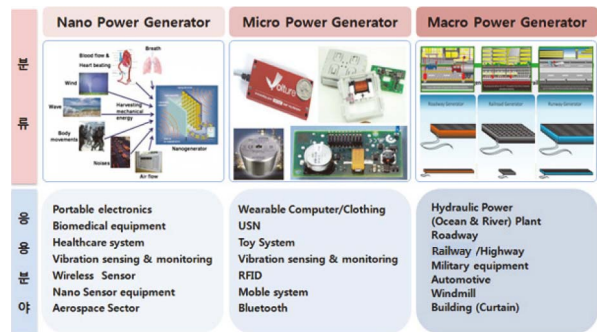 Nano Power Generator
Micro Power Generator
Macro Power Generator
분
류
Blood flow &
Heart beating
Breath
Wind
Wave
Harvesting
mechanical
energy
Body
movements
Noises
Air flow
Nanogenerator
Volture
Roadway Generator
Railroad Generator
Runway Generator
응
용
분
야
Portable electronics
Biomedical equipment
Healthcare system
Vibration sensing & monitoring
Wireless Sensor
Nano Sensor equipment
Aerospace Sector
Wearable Computer/Clothing
USN
Toy System
Vibration sensing & monitoring
RFID
Moble system
Bluetooth
Hydraulic Power
(Ocean & River) Plant
Roadway
Railway /Highway
Military equipment
Automotive
Windmill
Building (Curtain)